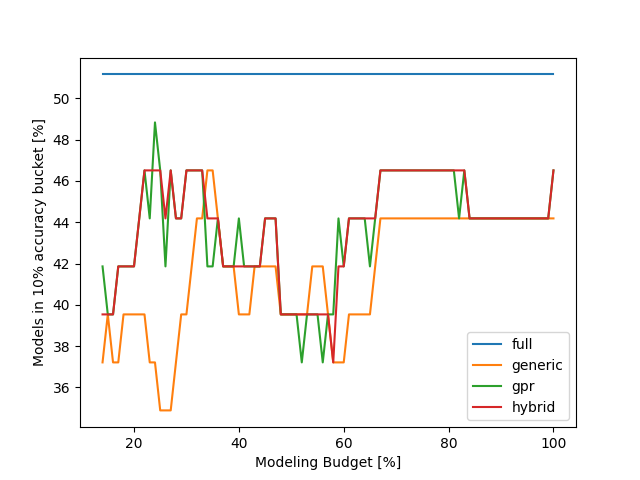 50
48
46
44
42
40
38
36
Models in 10% accuracy bucket [%]
20
40
60
80
100
Modeling Budget [%]
full
generic
gpr
hybrid